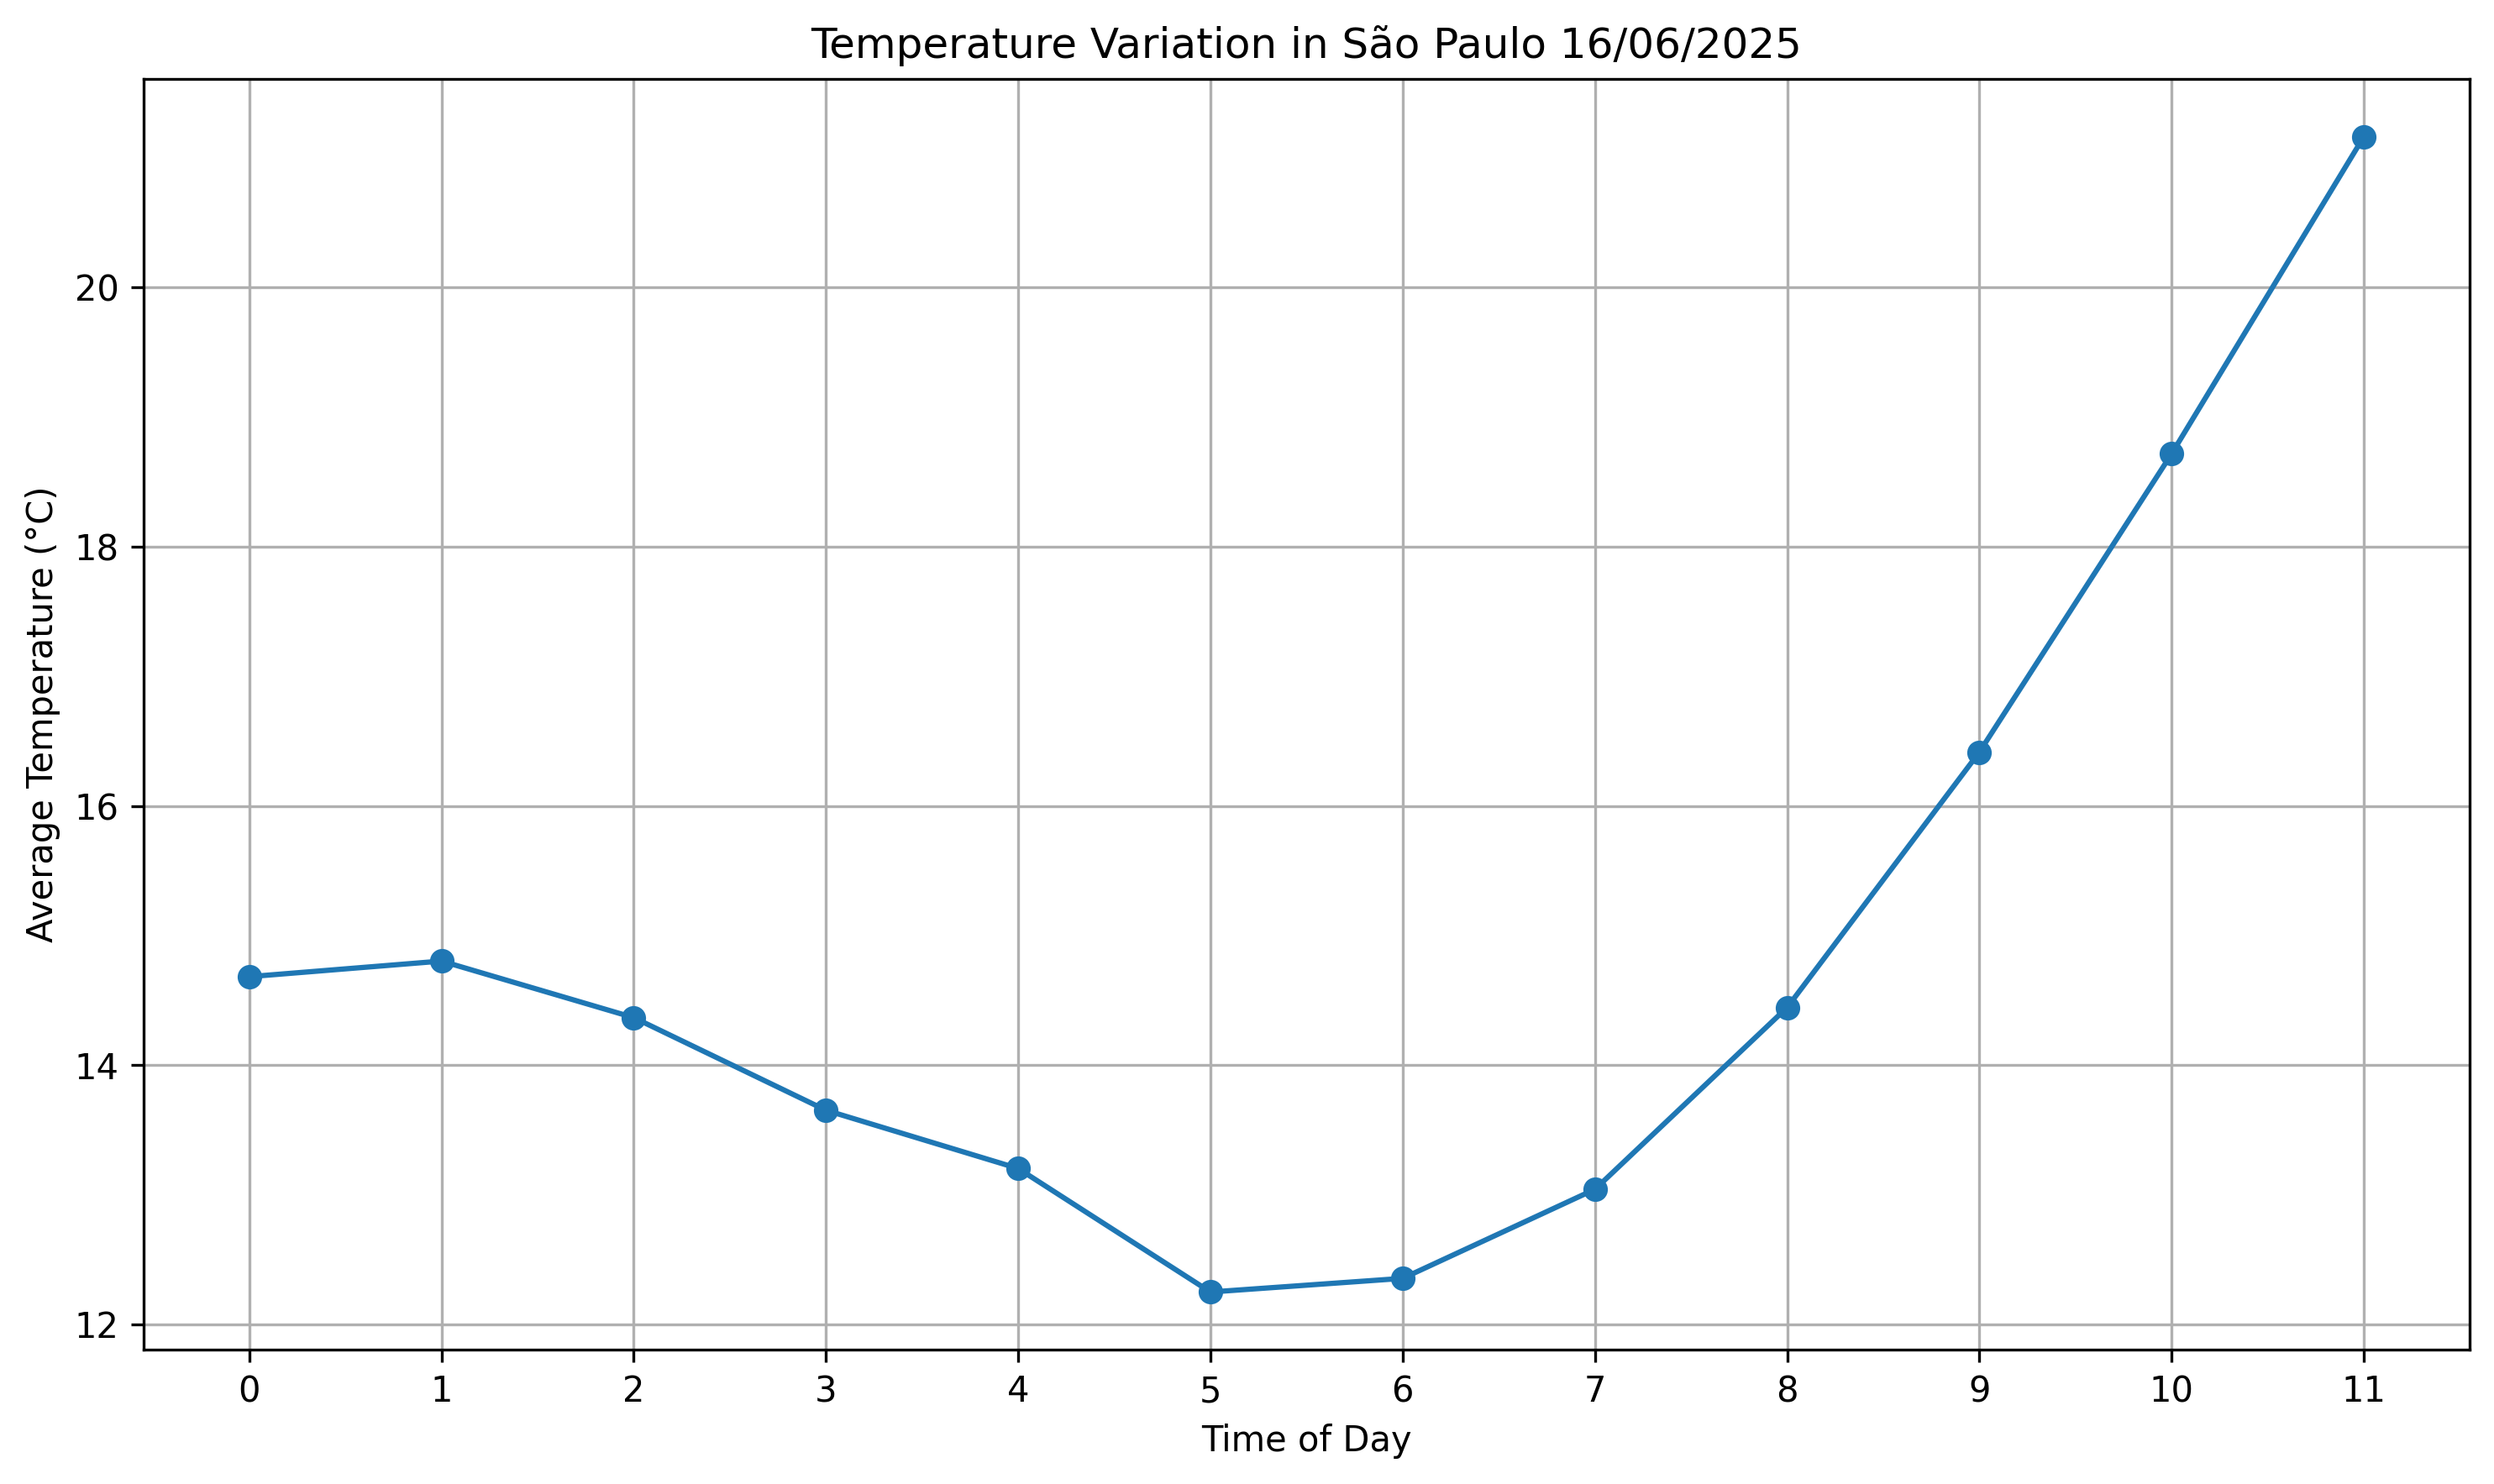 Temperature Variation in São Paulo 16/06/2025
Average Temperature (°C)
20
18
16
14
12
0 1 2 3 4 5 6 7 8 9 10 11
Time of Day